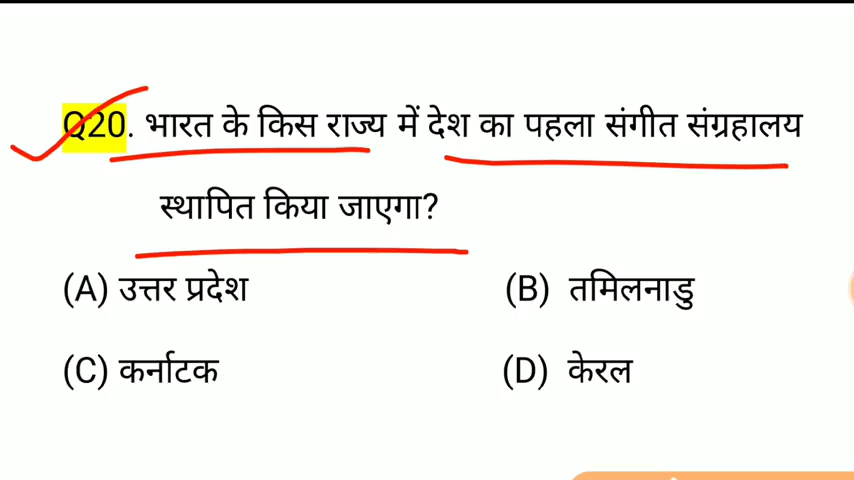 Q20. भारत के किस राज्य में देश का पहला संगीत संग्रहालय
स्थापित किया जाएगा?
(A) उत्तर प्रदेश (B) तमिलनाडु
(C) कर्नाटक (D) केरल